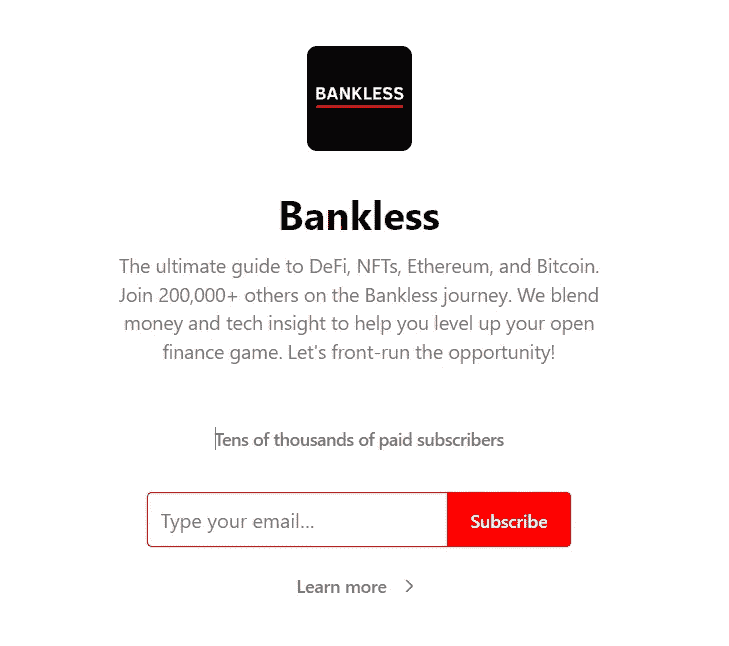 BANKLESS
Bankless
The ultimate guide to DeFi, NFTs, Ethereum, and Bitcoin.
Join 200,000+ others on the Bankless journey. We blend
money and tech insight to help you level up your open
finance game. Let's front-run the opportunity!
Tens of thousands of paid subscribers
Type your email...
Subscribe
Learn more